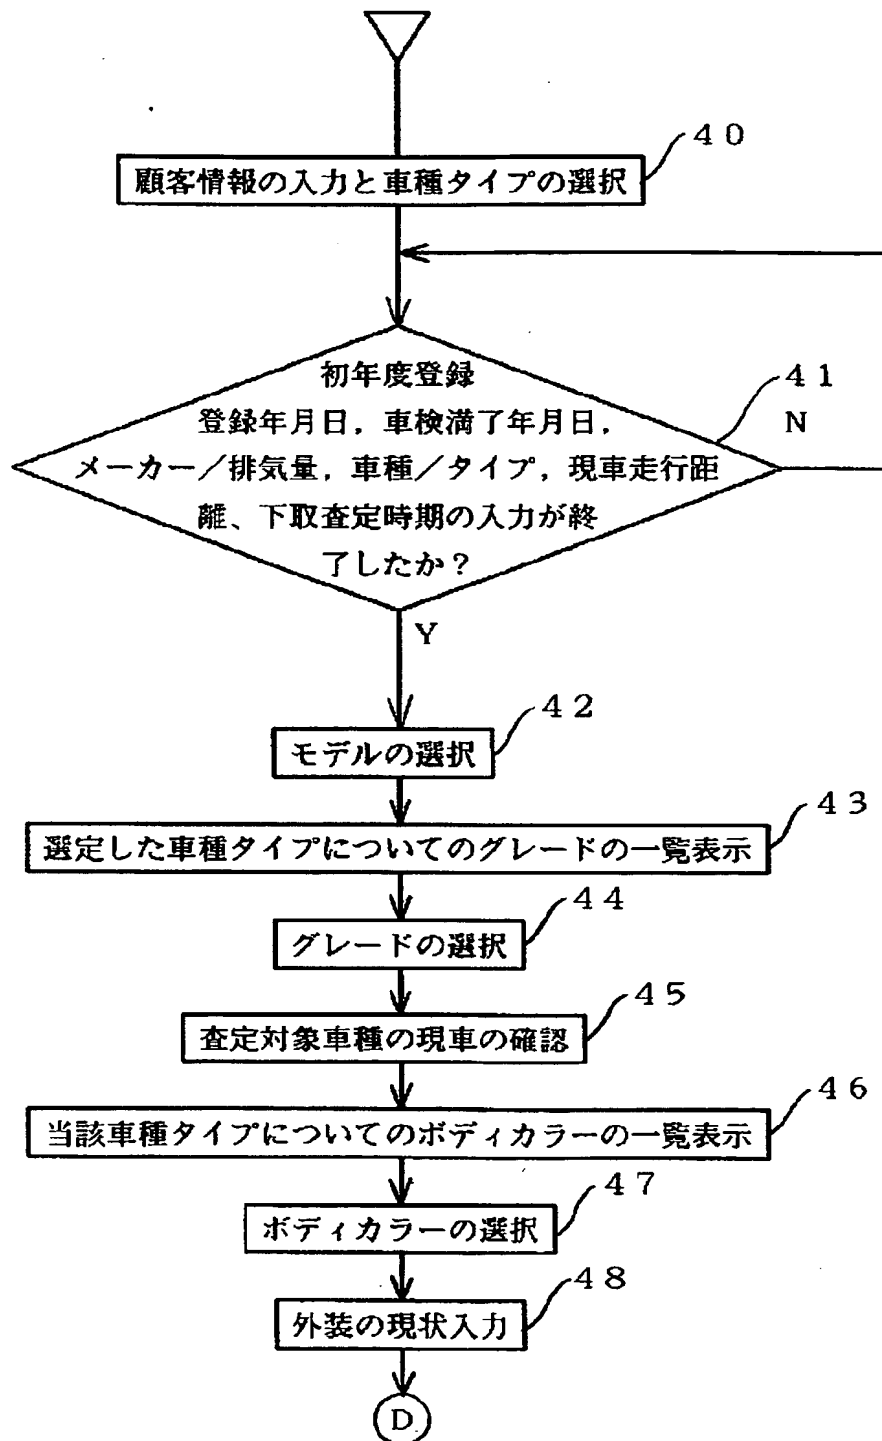 ４０
顧客情報の入力と車種タイプの選択
４１
初年度登録
登録年月日，車検満了年月日，
N
メーカー／排気量，車種／タイプ，現車走行距
離、下取査定時期の入力が終
了したか？
Y
４２
モデルの選択
４３
選定した車種タイプについてのグレードの一覧表示
４４
グレードの選択
４５
査定対象車種の現車の確認
４６
当該車種タイプについてのボディカラーの一覧表示
４７
ボディカラーの選択
４８
外装の現状入力
D